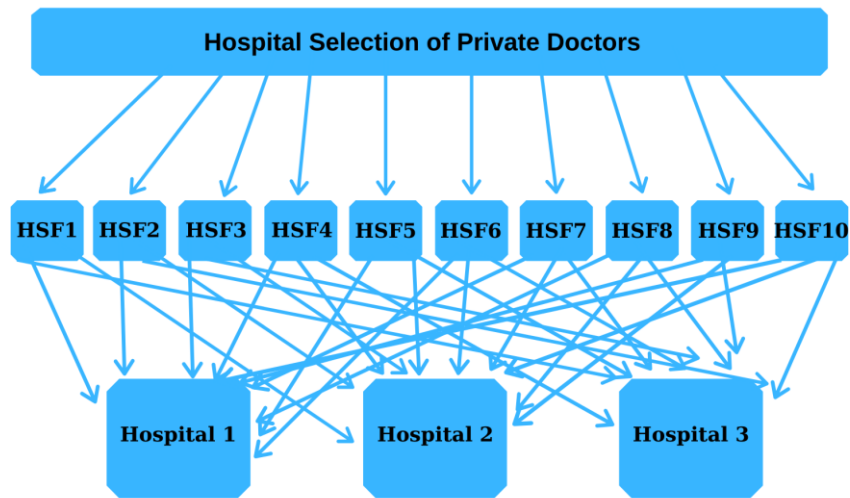 Hospital Selection of Private Doctors
HSF1 HSF2 HSF3 HSF4 HSF5 HSF6 HSF7 HSF8 HSF9 HSF10
Hospital 1 Hospital 2 Hospital 3